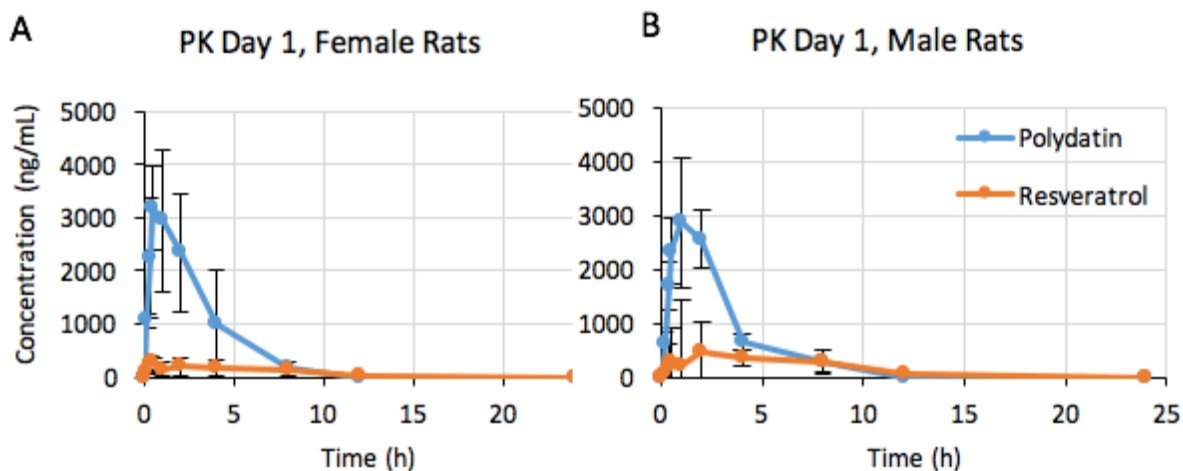 A
PK Day 1, Female Rats
Concentration (ng/mL)
5000
4000
3000
2000
1000
0
0 5 10 15 20
Time (h)
B
PK Day 1, Male Rats
5000
4000
3000
2000
1000
0
Polydatin
Resveratrol
0 5 10 15 20 25
Time (h)